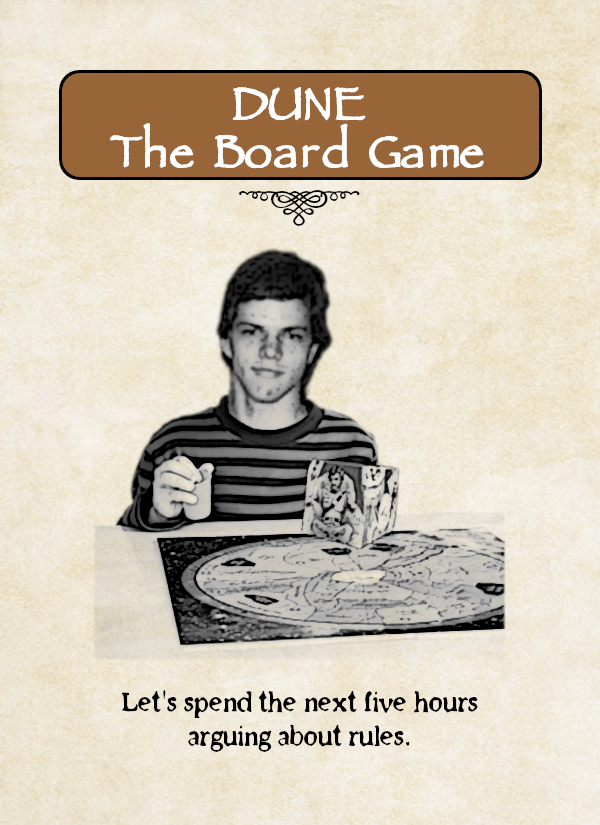 DUNE
The Board Game
Let's spend the next five hours
arguing about rules.